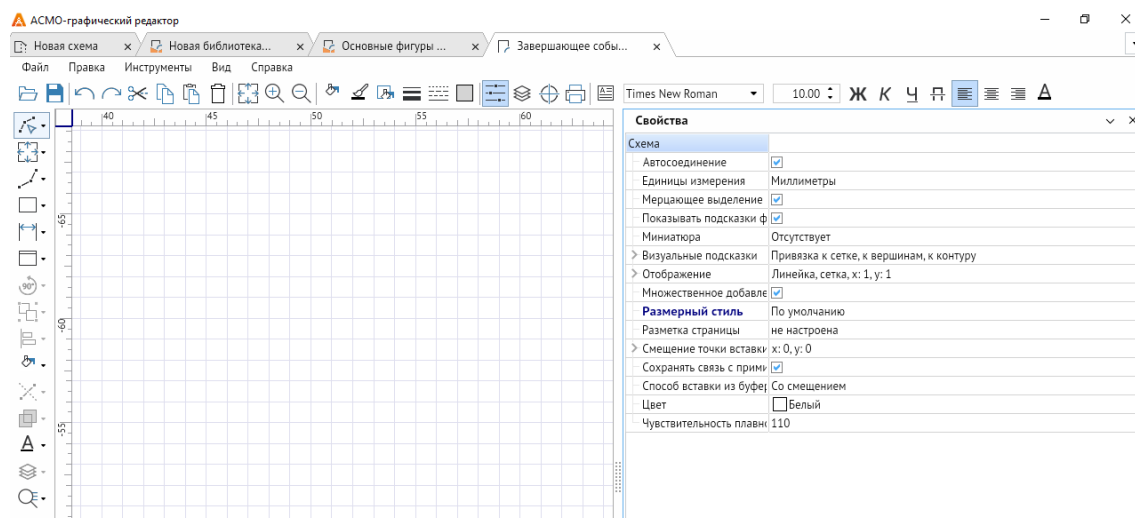 АСМО-графический редактор
Новая схема x Новая библиотека... x Основные фигуры ... x Завершающее собы... x
Файл Правка Инструменты Вид Справка
Times New Roman 10.00 Ж К Ч П А
40 45 50 55 60
Свойства
Схема
Автосоединение
Единицы измерения Миллиметры
Мерцающее выделение
Показывать подсказки ф
Миниатюра Отсутствует
Визуальные подсказки Привязка к сетке, к вершинам, к контуру
Отображение Линейка, сетка, x: 1, y: 1
Множественное добавле
Размерный стиль По умолчанию
Разметка страницы не настроена
Смещение точки вставки x: 0, y: 0
Сохранять связь с прими
Способ вставки из буфер Со смещением
Цвет Белый
Чувствительность плавн 110
-65
90°
-60
-55
А